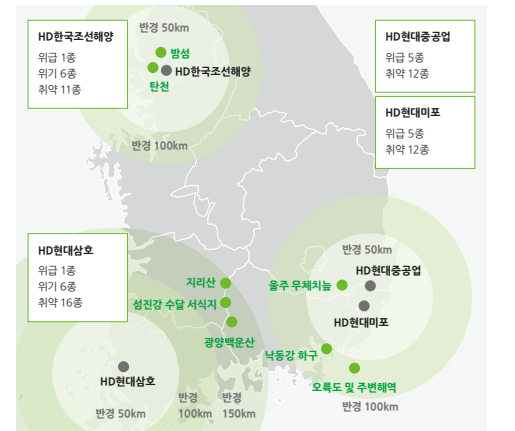 HD한국조선해양
위급 1종
위기 6종
취약 11종
반경 50km
밤섬
HD한국조선해양
탄천
반경 100km
HD현대중공업
위급 5종
취약 12종
HD현대미포
위급 5종
취약 12종
HD현대삼호
위급 1종
위기 6종
취약 16종
지리산
섬진강 수달 서식지
광양백운산
HD현대삼호
반경 50km
반경
100km
반경
150km
반경 50km
HD현대중공업
울주 무체치늪
HD현대미포
낙동강 하구
오륙도 및 주변해역
반경 100km